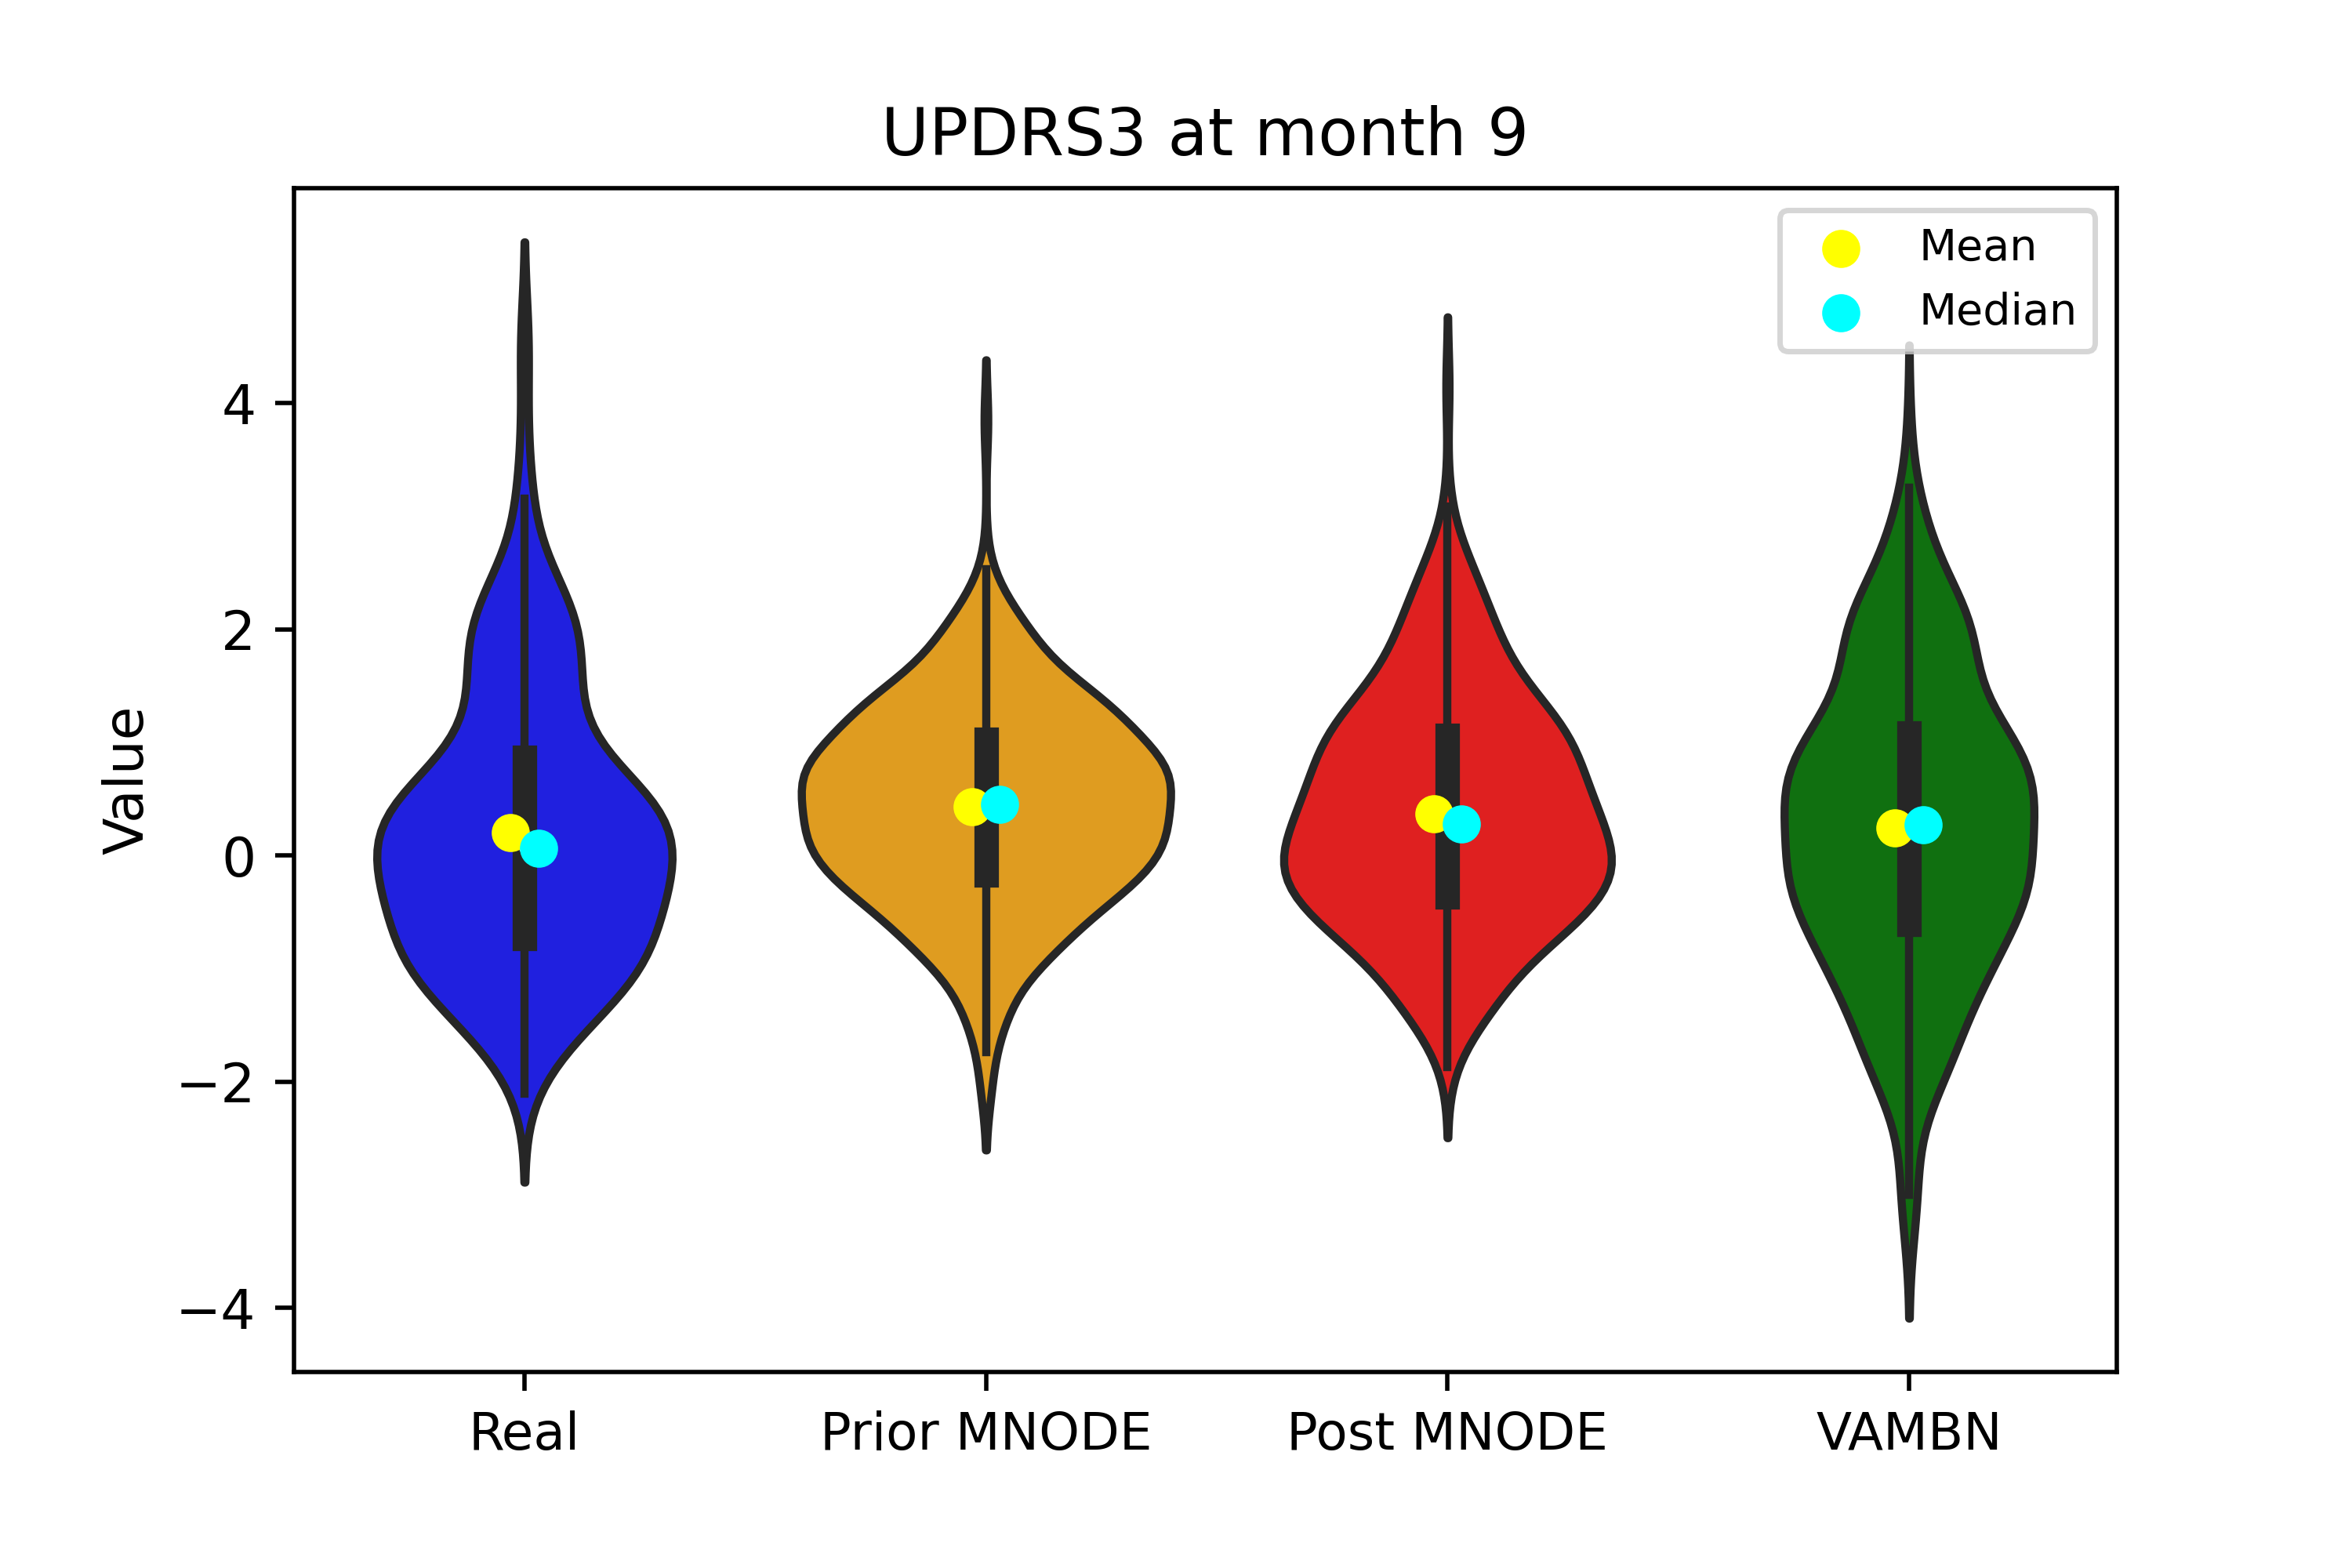 UPDRS3 at month 9
Mean
Median
Value
4
2
0
−2
−4
Real
Prior MNODE
Post MNODE
VAMBN